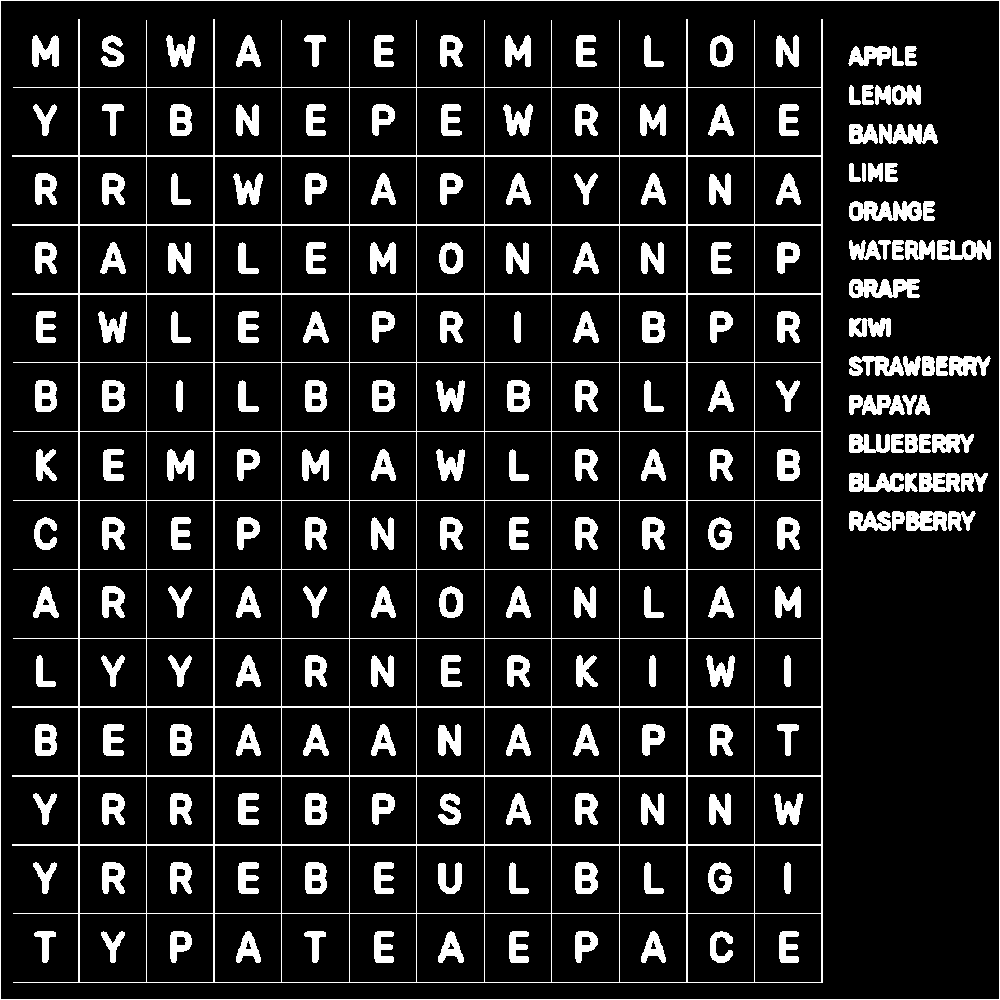 M S W A T E R M E L O N
Y T B N E P E W R M A E
R R L W P A P A Y A N A
R A N L E M O N A N E P
E W L E A P R I A B P R
B B I L B B W B R L A Y
K E M P M A W L R A R B
C R E P R N R E R R G R
A R Y A Y A O A N L A M
L Y Y A R N E R K I W I
B E B A A A N A A P R T
Y R R E B P S A R N N W
Y R R E B E U L B L G I
T Y P A T E A E P A C E
APPLE
LEMON
BANANA
LIME
ORANGE
WATERMELON
GRAPE
KIWI
STRAWBERRY
PAPAYA
BLUEBERRY
BLACKBERRY
RASPBERRY